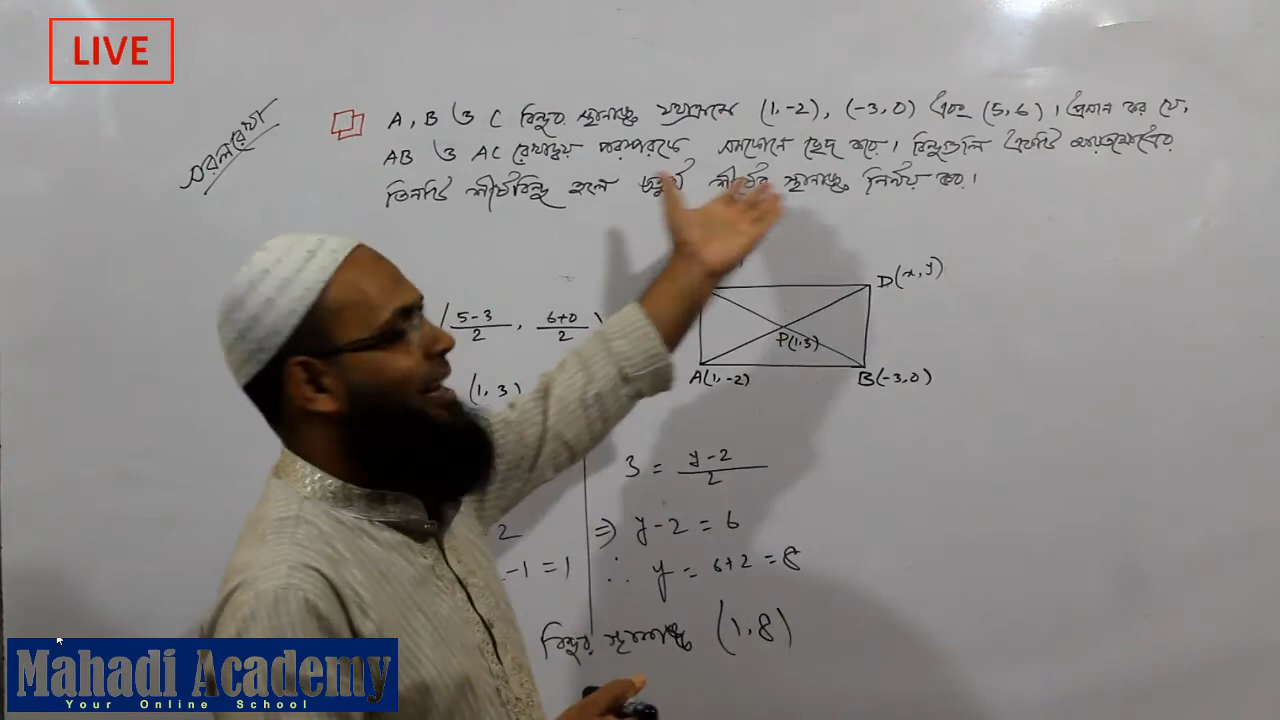 LIVE
সরলরেখা
A, B ও C বিন্দুর স্থানাঙ্ক যথাক্রমে (1,-2), (-3,0) এবং (5,6)। প্রমাণ কর যে,
AB ও AC রেখাদ্বয় পরস্পরকে সমকোণে ছেদ করে। বিন্দুগুলি একটি আয়তক্ষেত্রের
তিনটি শীর্ষবিন্দু হলে চতুর্থ শীর্ষের স্থানাঙ্ক নির্ণয় কর।
D(x,y)
P(1,3)
A(1,-2)
B(-3,0)
( 5-3/2 , 6+0/2 )
(1, 3)
3 = y-2/2
2
⇒ y-2 = 6
-1 = 1
∴ y = 6+2 = 8
বিন্দুর স্থানাঙ্ক (1,8)
Mahadi Academy
Your Online School